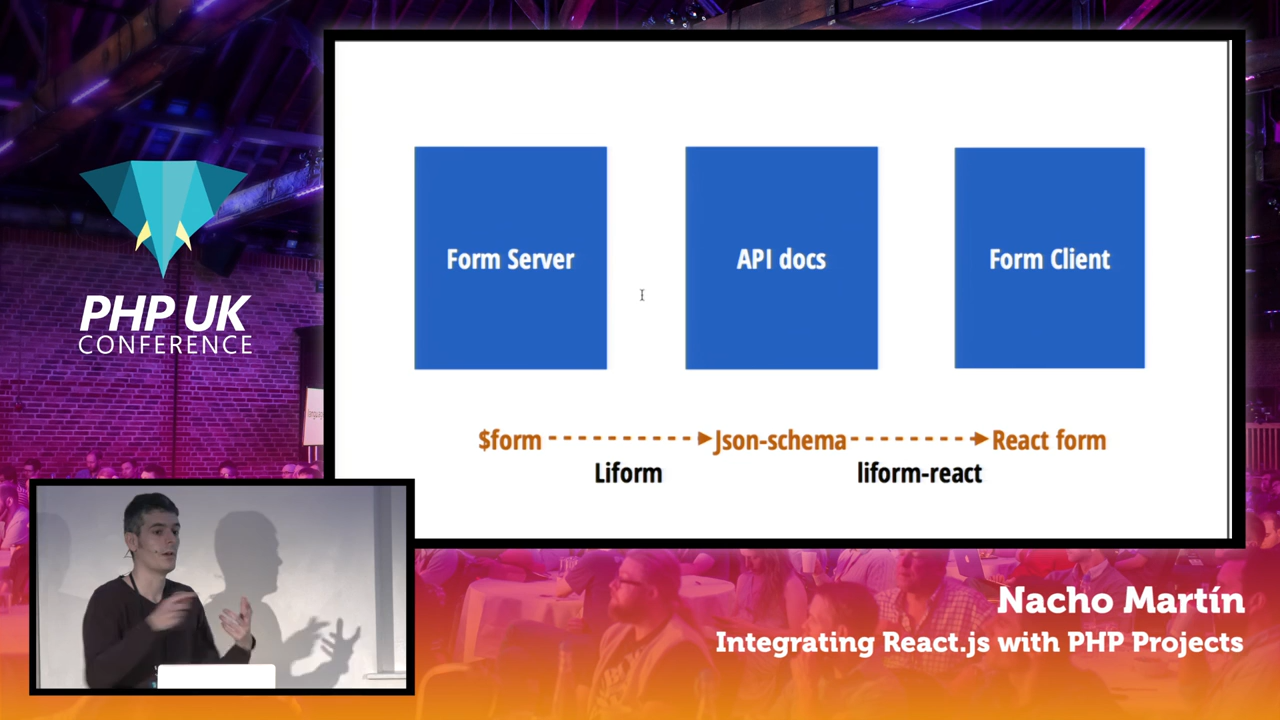 PHP UK
CONFERENCE
Form Server
API docs
Form Client
$form
Json-schema
React form
Liform
liform-react
Nacho Martín
Integrating React.js with PHP Projects